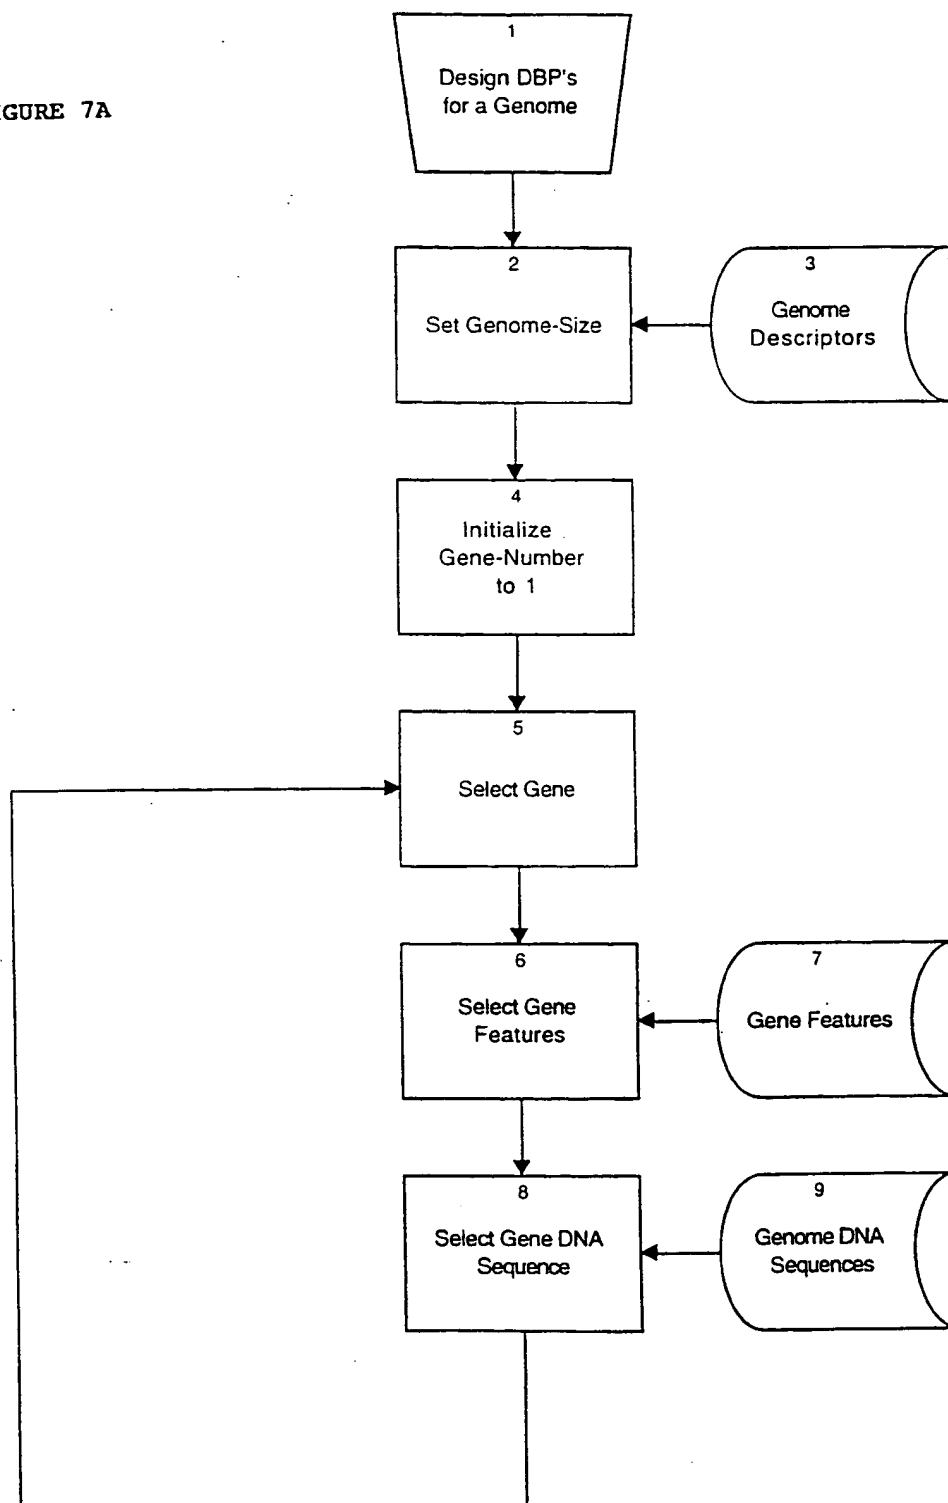 IGURE 7A
1
Design DBP's
for a Genome
2
Set Genome-Size
3
Genome
Descriptors
4
Initialize
Gene-Number
to 1
5
Select Gene
6
Select Gene
Features
7
Gene Features
8
Select Gene DNA
Sequence
9
Genome DNA
Sequences